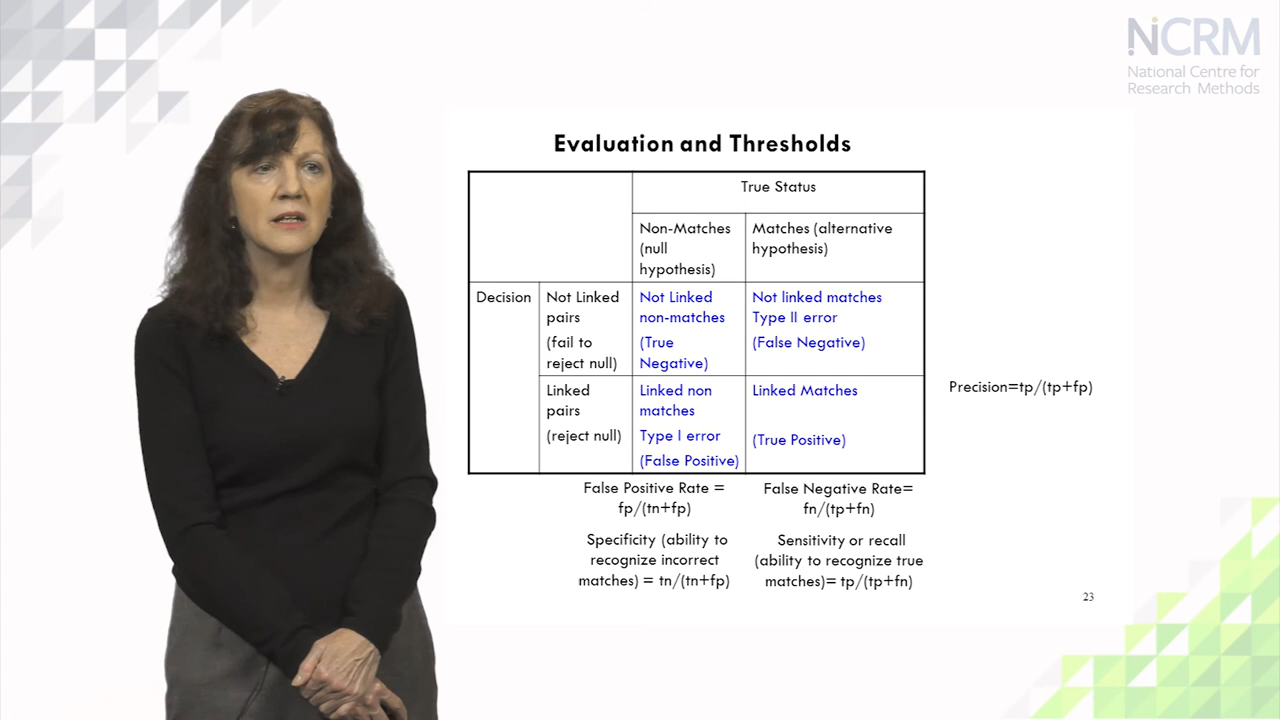 NCRM
National Centre for
Research Methods
Evaluation and Thresholds
True Status
Non-Matches
(null
hypothesis)
Matches (alternative
hypothesis)
Decision
Not Linked
pairs
(fail to
reject null)
Not Linked
non-matches
(True
Negative)
Not linked matches
Type II error
(False Negative)
Linked
pairs
(reject null)
Linked non
matches
Type I error
(False Positive)
Linked Matches
(True Positive)
Precision=tp/(tp+fp)
False Positive Rate =
fp/(tn+fp)
False Negative Rate=
fn/(tp+fn)
Specificity (ability to
recognize incorrect
matches) = tn/(tn+fp)
Sensitivity or recall
(ability to recognize true
matches)= tp/(tp+fn)
23